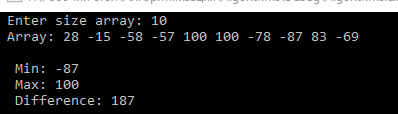 Enter size array: 10
Array: 28 -15 -58 -57 100 100 -78 -87 83 -69
Min: -87
Max: 100
Difference: 187